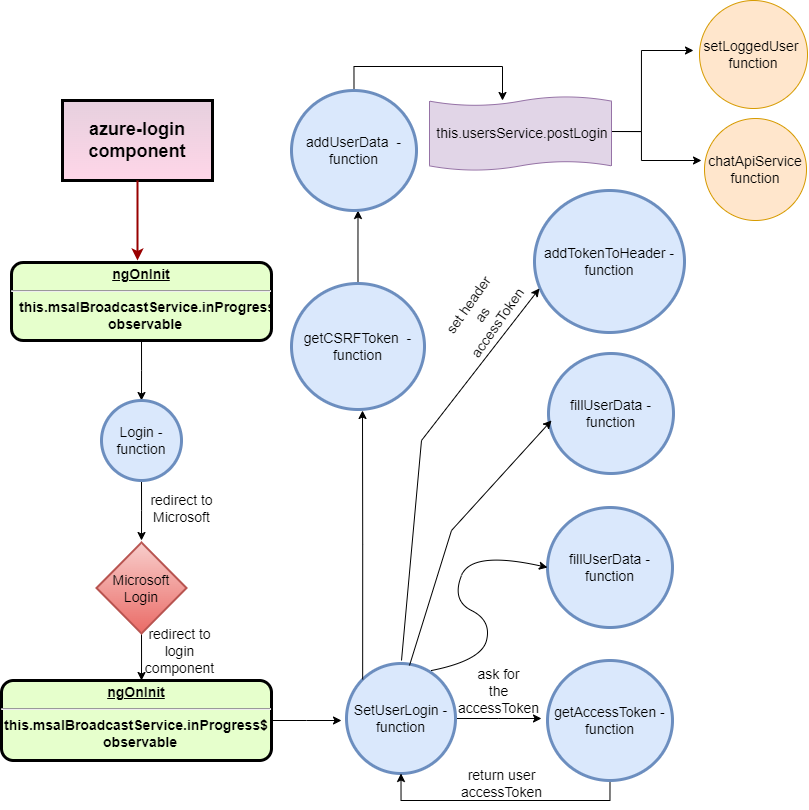 azure-login
component
ngOnInit
this.msalBroadcastService.inProgress$
observable
Login -
function
redirect to
Microsoft
Microsoft
Login
redirect to
login
component
ngOnInit
this.msalBroadcastService.inProgress$
observable
addUserData -
function
this.usersService.postLogin
setLoggedUser
function
chatApiService
function
getCSRFToken -
function
set header
as
accessToken
addTokenToHeader -
function
fillUserData -
function
fillUserData -
function
SetUserLogin -
function
ask for
the
accessToken
getAccessToken -
function
return user
accessToken